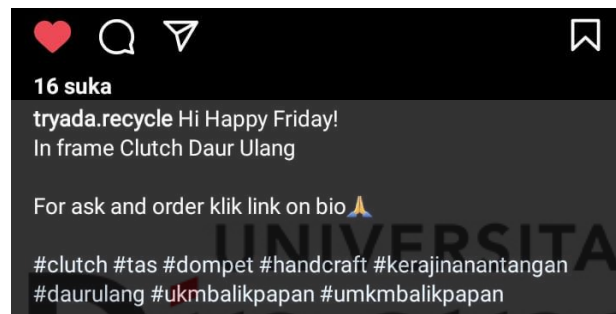 16 suka
tryada.recycle Hi Happy Friday!
In frame Clutch Daur Ulang
For ask and order klik link on bio🙏
UNIVERSITA
#clutch #tas #dompet #handcraft #kerajinanantangan
#daurulang #ukmbalikpapan #umkmbalikpapan